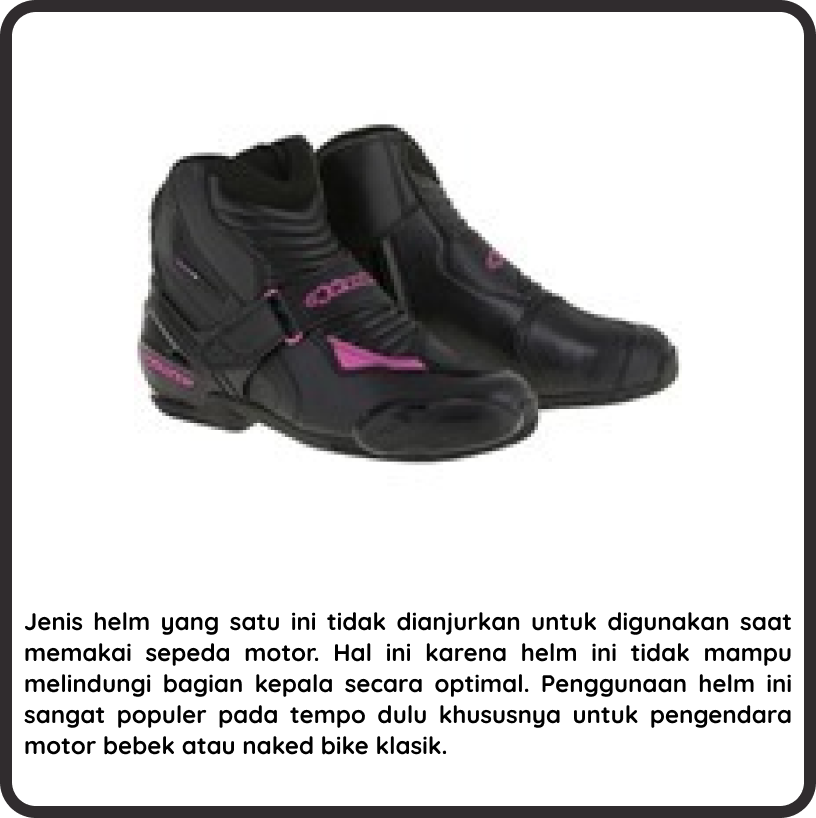 Jenis helm yang satu ini tidak dianjurkan untuk digunakan saat
memakai sepeda motor. Hal ini karena helm ini tidak mampu
melindungi bagian kepala secara optimal. Penggunaan helm ini
sangat populer pada tempo dulu khususnya untuk pengendara
motor bebek atau naked bike klasik.